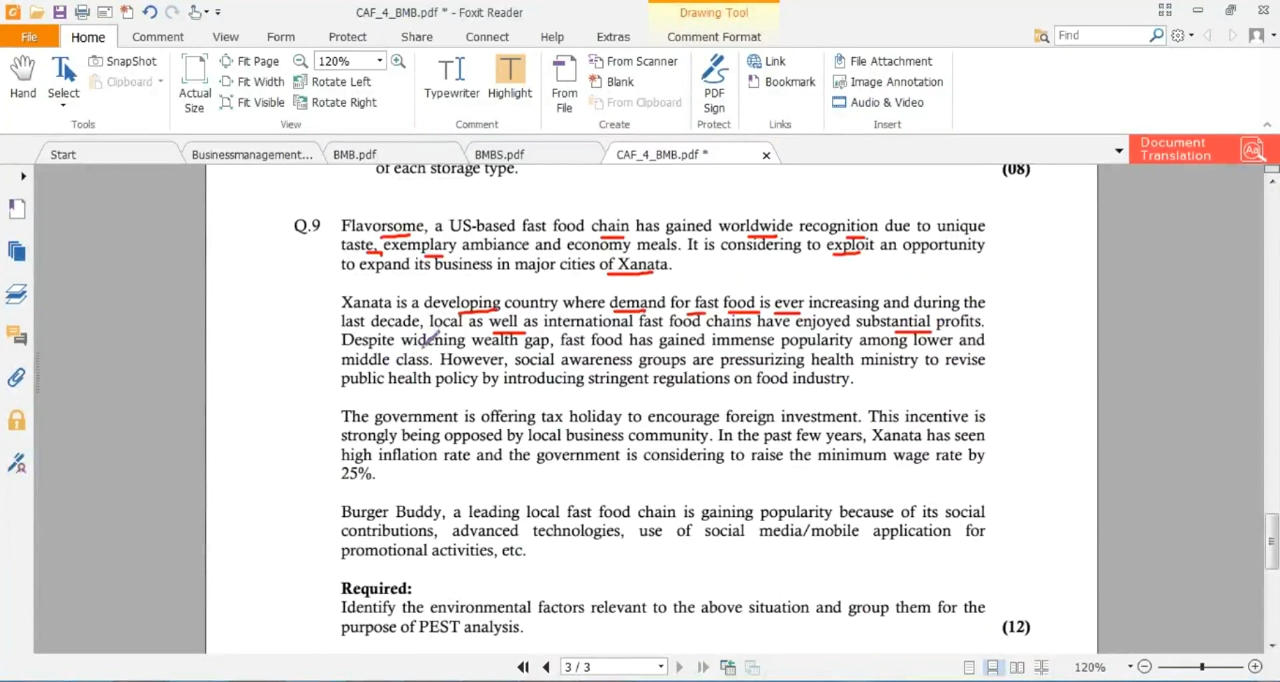 CAF_4_BMB.pdf * - Foxit Reader
Drawing Tool
File Home Comment View Form Protect Share Connect Help Extras Comment Format
Find
Hand
Select
SnapShot
Clipboard
Actual Size
Fit Page
Fit Width
Fit Visible
120%
Rotate Left
Rotate Right
Typewriter
Highlight
From File
From Scanner
Blank
From Clipboard
PDF Sign
Link
Bookmark
File Attachment
Image Annotation
Audio & Video
Tools View Comment Create Protect Links Insert
Start Businessmanagement... BMB.pdf BMBS.pdf CAF_4_BMB.pdf *
Document Translation
of each storage type. (08)
Q.9 Flavorsome, a US-based fast food chain has gained worldwide recognition due to unique
taste, exemplary ambiance and economy meals. It is considering to exploit an opportunity
to expand its business in major cities of Xanata.
Xanata is a developing country where demand for fast food is ever increasing and during the
last decade, local as well as international fast food chains have enjoyed substantial profits.
Despite widening wealth gap, fast food has gained immense popularity among lower and
middle class. However, social awareness groups are pressurizing health ministry to revise
public health policy by introducing stringent regulations on food industry.
The government is offering tax holiday to encourage foreign investment. This incentive is
strongly being opposed by local business community. In the past few years, Xanata has seen
high inflation rate and the government is considering to raise the minimum wage rate by
25%.
Burger Buddy, a leading local fast food chain is gaining popularity because of its social
contributions, advanced technologies, use of social media/mobile application for
promotional activities, etc.
Required:
Identify the environmental factors relevant to the above situation and group them for the
purpose of PEST analysis. (12)
3 / 3
120%